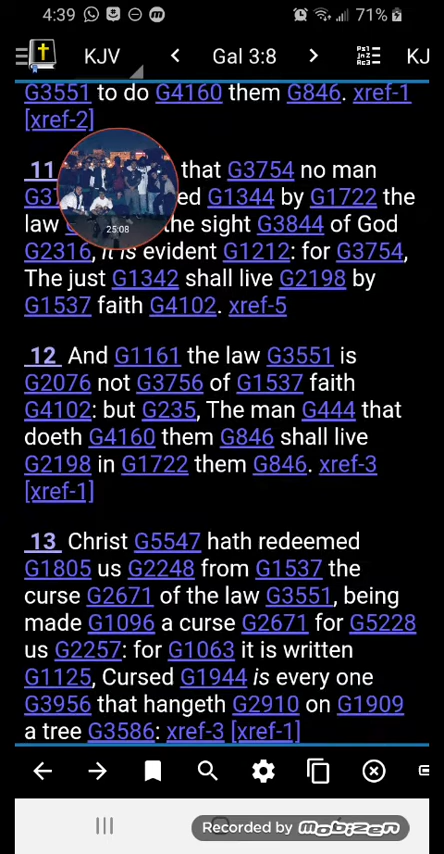 4:39 71%
KJV < Gal 3:8 > KJ
G3551 to do G4160 them G846. xref-1
[xref-2]
11 that G3754 no man
ed G1344 by G1722 the
law the sight G3844 of God
G2316, it is evident G1212: for G3754,
The just G1342 shall live G2198 by
G1537 faith G4102. xref-5
25:08
12 And G1161 the law G3551 is
G2076 not G3756 of G1537 faith
G4102: but G235, The man G444 that
doeth G4160 them G846 shall live
G2198 in G1722 them G846. xref-3
[xref-1]
13 Christ G5547 hath redeemed
G1805 us G2248 from G1537 the
curse G2671 of the law G3551, being
made G1096 a curse G2671 for G5228
us G2257: for G1063 it is written
G1125, Cursed G1944 is every one
G3956 that hangeth G2910 on G1909
a tree G3586: xref-3 [xref-1]
Recorded by Mobizen